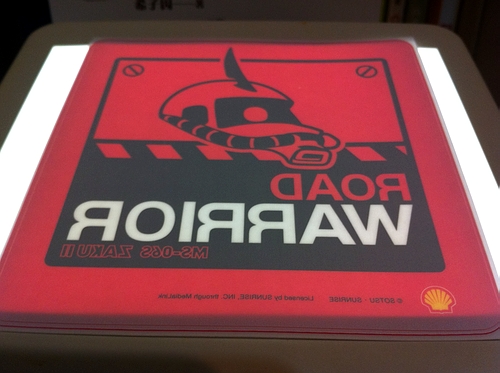 ROAD
WARRIOR
MS-06S ZAKU II
© SOTSU · SUNRISE Licensed by SUNRISE, INC. through MediaLink